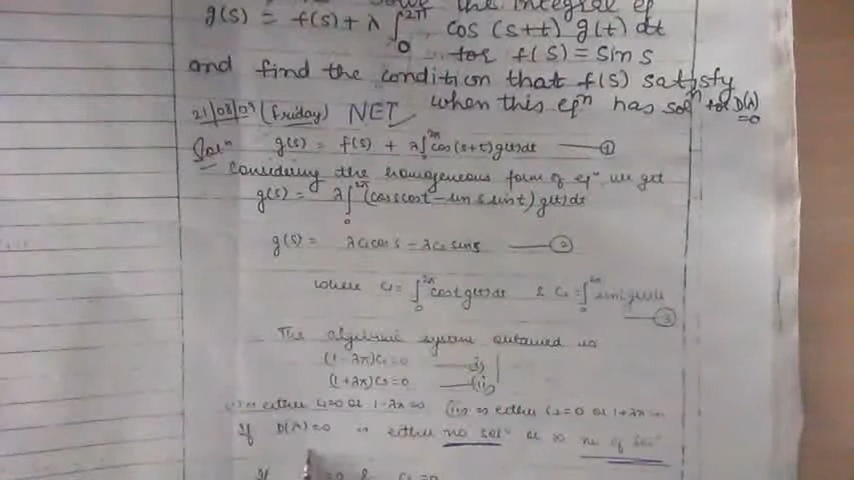 Solve the integral eqⁿ
g(s) = f(s) + λ ∫₀^2π cos (s+t) g(t) dt
for f(s) = sin s
and find the condition that f(s) satisfy
when this eqⁿ has solⁿ for D(λ)
=0
21/08/09 (friday) NET
Solⁿ g(s) = f(s) + λ∫₀^2π cos(s+t)g(t)dt —— ①
Considering the homogeneous form of eqⁿ we get
g(s) = λ∫₀^2π (cos s cos t - sin s sin t) g(t) dt
g(s) = λc₁ cos s - λc₂ sin s —— ②
where c₁ = ∫₀^2π cos t g(t) dt & c₂ = ∫₀^2π sin t g(t) dt
—— ③
The algebraic system obtained is
(1-λπ)c₁=0 —— (i)
(1+λπ)c₂=0 —— (ii)
(i) ⇒ either c₁=0 or 1-λπ=0 (ii) ⇒ either c₂=0 or 1+λπ=
If D(λ)=0 ⇒ either no solⁿ or ∞ no of solⁿ
If =0 & c₂=0